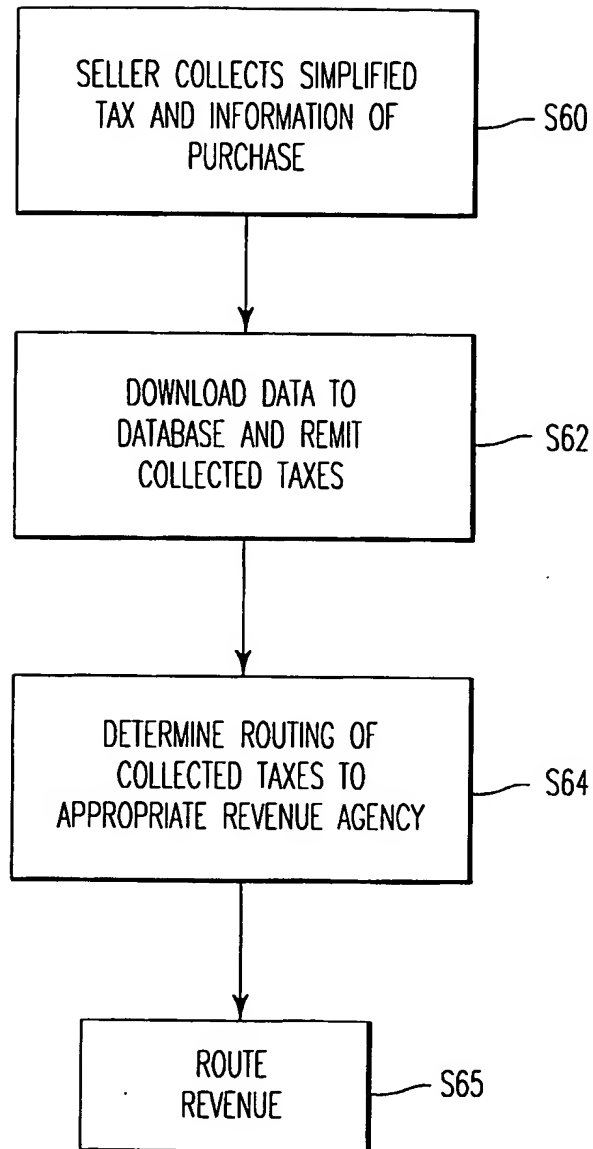 SELLER COLLECTS SIMPLIFIED
TAX AND INFORMATION OF
PURCHASE
S60
DOWNLOAD DATA TO
DATABASE AND REMIT
COLLECTED TAXES
S62
DETERMINE ROUTING OF
COLLECTED TAXES TO
APPROPRIATE REVENUE AGENCY
S64
ROUTE
REVENUE
S65